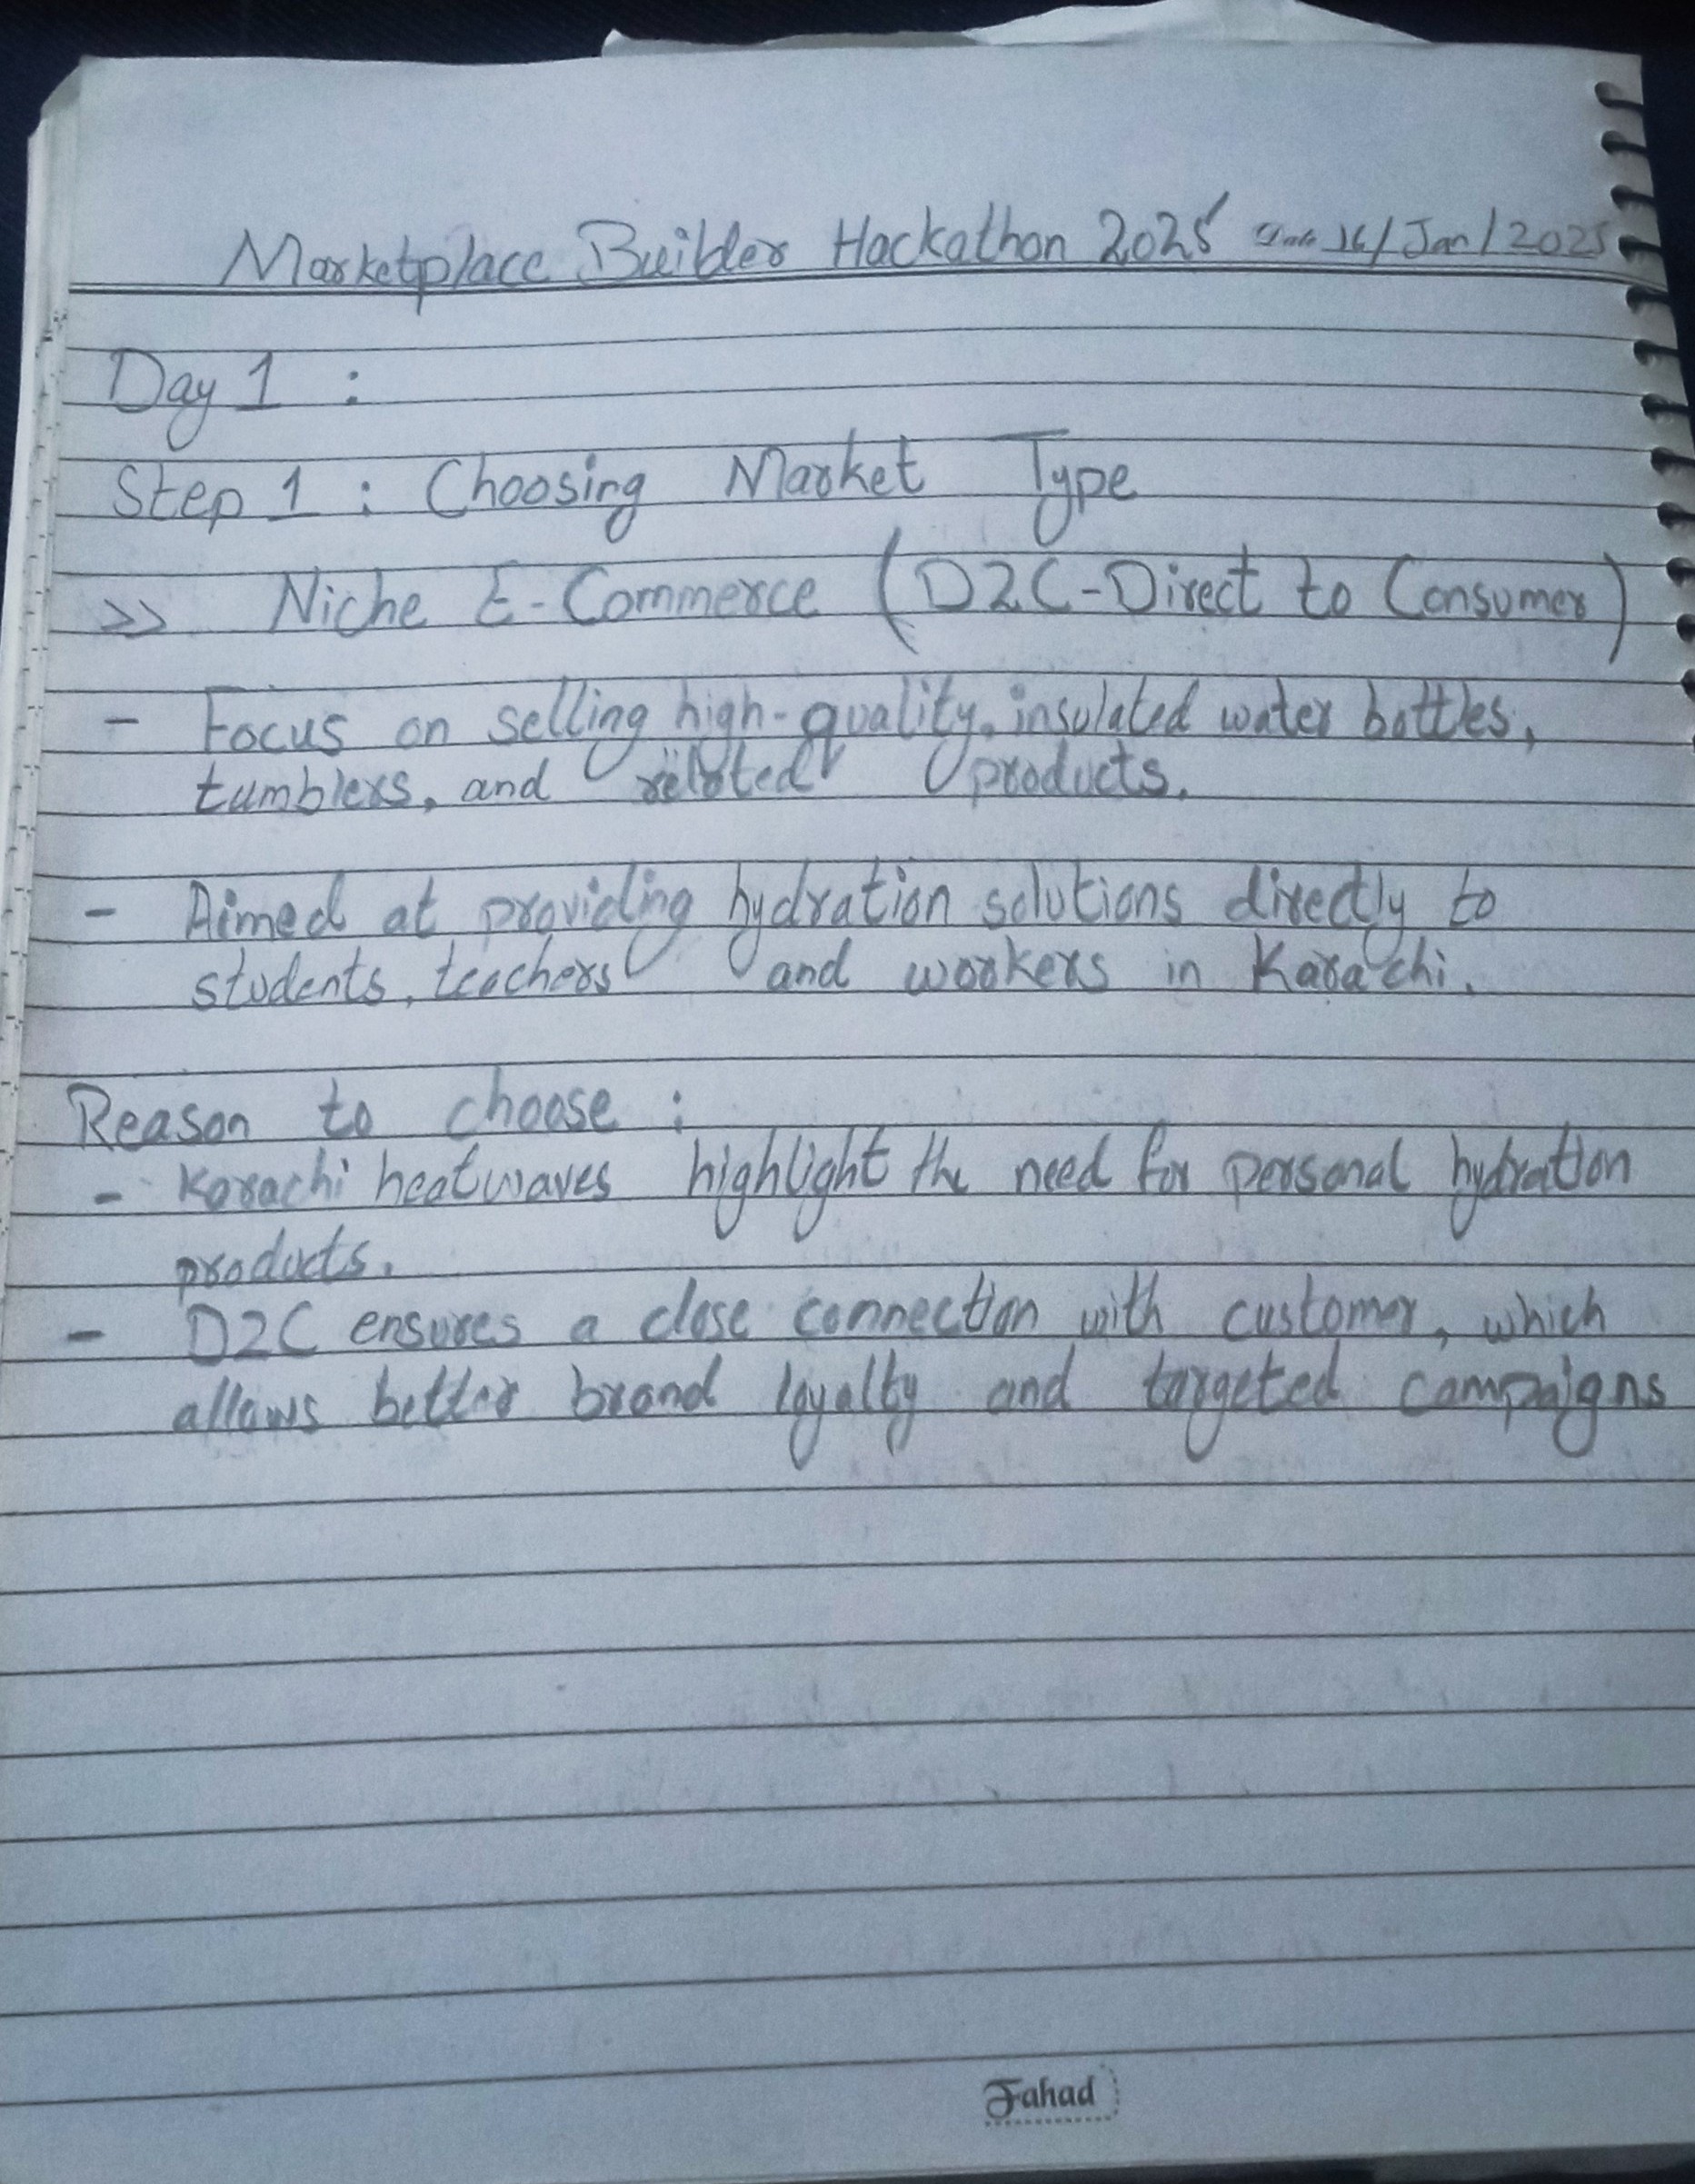 Marketplace Builder Hackathon 2025 Date 16/Jan/2025
Day 1 :
Step 1 : Choosing Market Type
>> Niche E-Commerce (D2C-Direct to Consumer)
- Focus on selling high-quality, insulated water bottles,
tumblers, and related products.
- Aimed at providing hydration solutions directly to
students, teachers and workers in Karachi.
Reason to choose :
- Karachi heatwaves highlight the need for personal hydration
products.
- D2C ensures a close connection with customer, which
allows better brand loyalty and targeted campaigns
Fahad